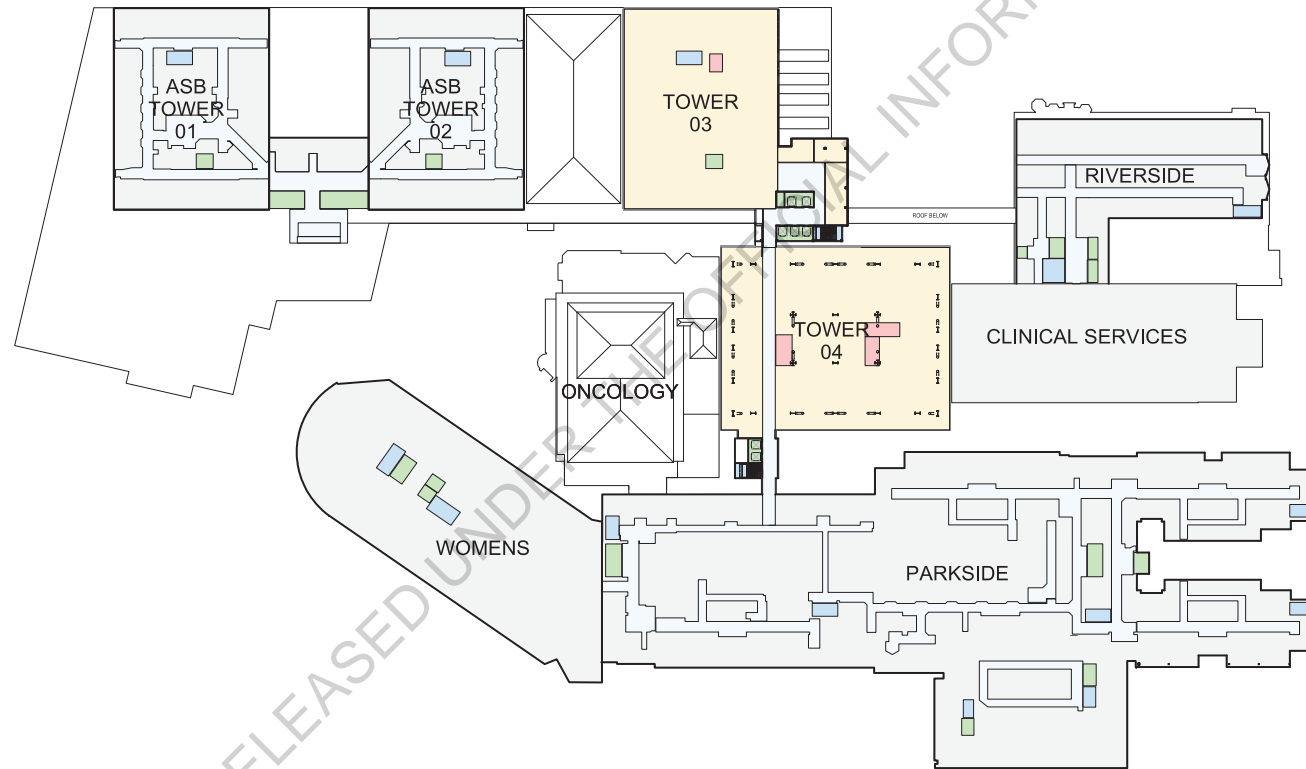 ASB
TOWER
01
ASB
TOWER
02
TOWER
03
RIVERSIDE
ROOF BELOW
CLINICAL SERVICES
TOWER
04
ONCOLOGY
WOMENS
PARKSIDE
RELEASED UNDER THE OFFICIAL INFORM